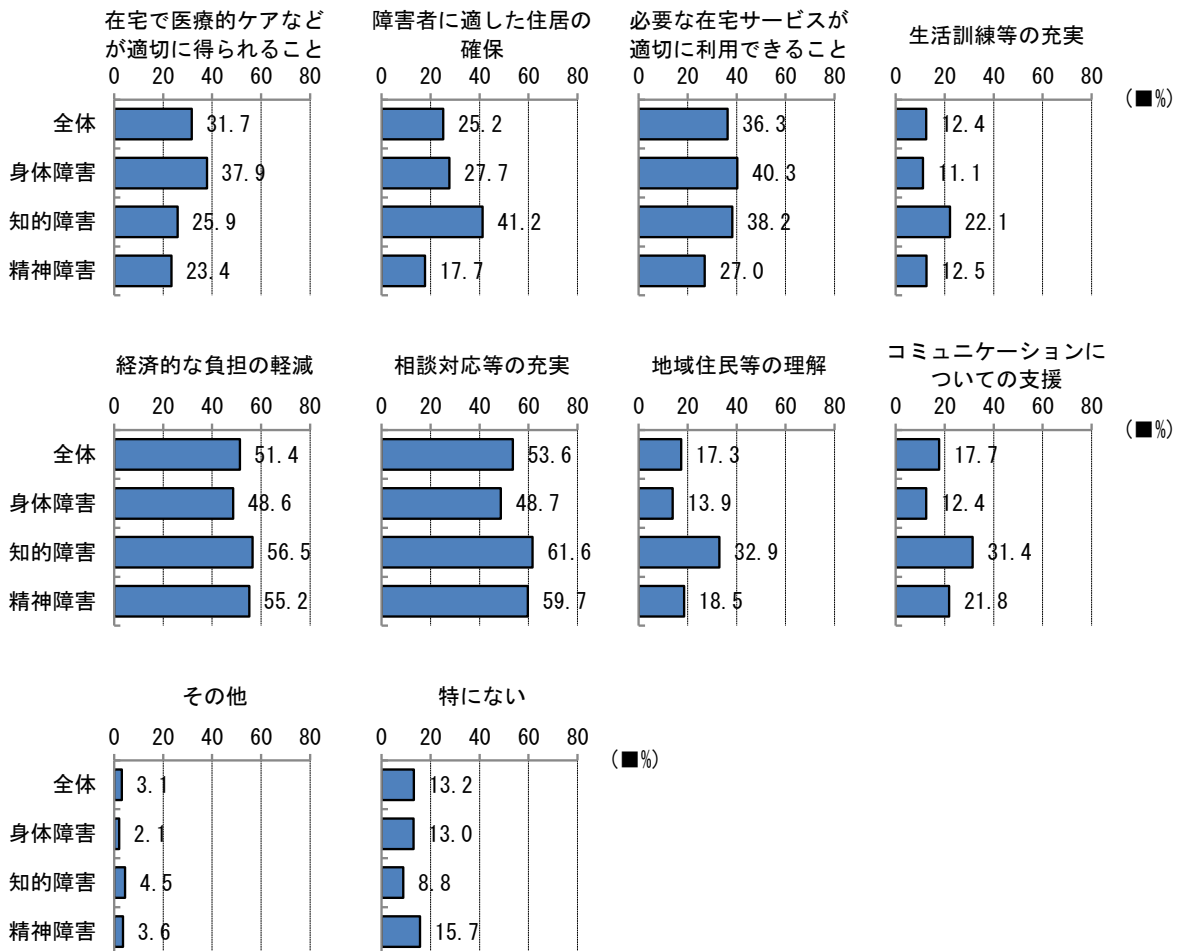 在宅で医療的ケアなど
が適切に得られること
障害者に適した住居の
確保
必要な在宅サービスが
適切に利用できること
生活訓練等の充実
0 20 40 60 80
0 20 40 60 80
0 20 40 60 80
0 20 40 60 80
(■%)
全体 31.7 25.2 36.3 12.4
身体障害 37.9 27.7 40.3 11.1
知的障害 25.9 41.2 38.2 22.1
精神障害 23.4 17.7 27.0 12.5
経済的な負担の軽減
相談対応等の充実
地域住民等の理解
コミュニケーションに
ついての支援
0 20 40 60 80
0 20 40 60 80
0 20 40 60 80
0 20 40 60 80
(■%)
全体 51.4 53.6 17.3 17.7
身体障害 48.6 48.7 13.9 12.4
知的障害 56.5 61.6 32.9 31.4
精神障害 55.2 59.7 18.5 21.8
その他
特にない
0 20 40 60 80
0 20 40 60 80
(■%)
全体 3.1 13.2
身体障害 2.1 13.0
知的障害 4.5 8.8
精神障害 3.6 15.7